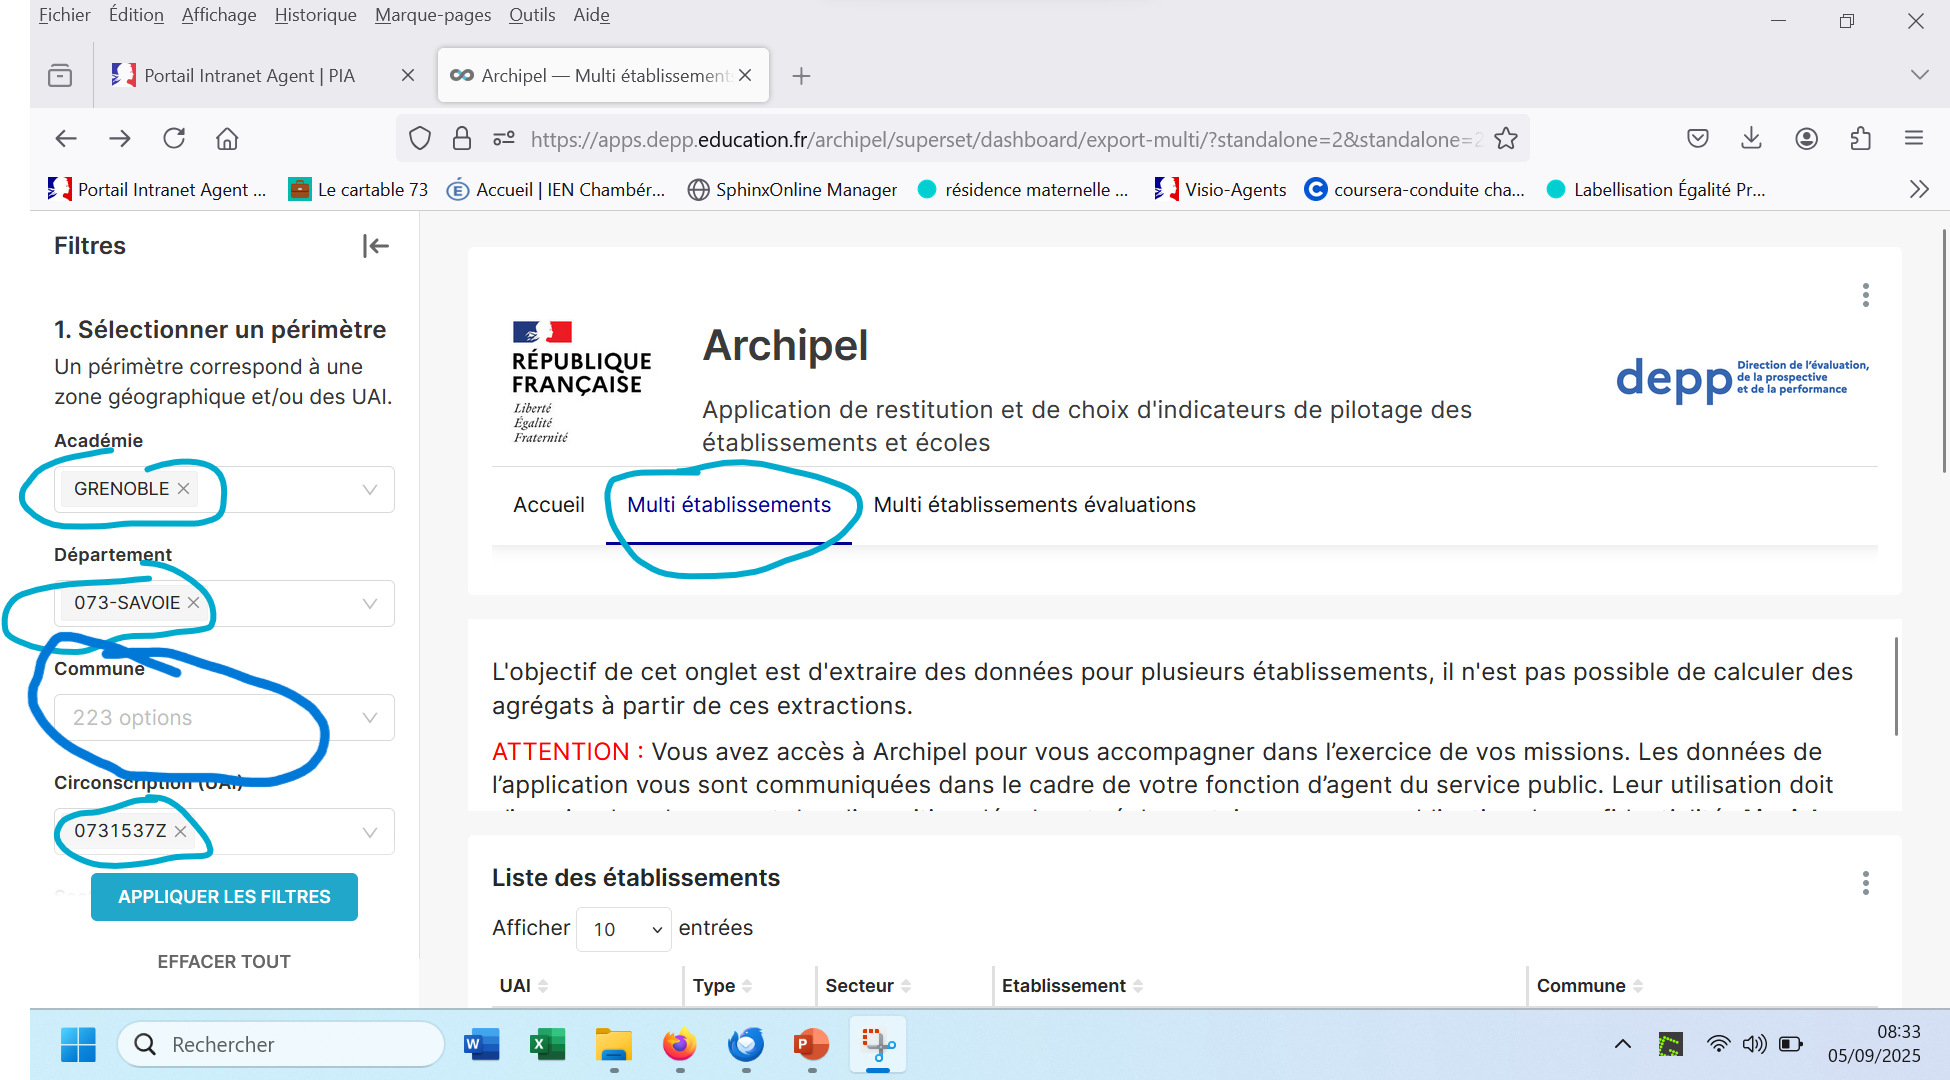 Fichier Édition Affichage Historique Marque-pages Outils Aide
Portail Intranet Agent | PIA
Archipel — Multi établissement
https://apps.depp.education.fr/archipel/superset/dashboard/export-multi/?standalone=2&standalone=2
Portail Intranet Agent ... Le cartable 73 Accueil | IEN Chambér... SphinxOnline Manager résidence maternelle ... Visio-Agents coursera-conduite cha... Labellisation Égalité Pr...
Filtres
1. Sélectionner un périmètre
Un périmètre correspond à une
zone géographique et/ou des UAI.
Académie
GRENOBLE
Département
073-SAVOIE
Commune
223 options
Circonscription (UAI)
0731537Z
APPLIQUER LES FILTRES
EFFACER TOUT
RÉPUBLIQUE
FRANÇAISE
Liberté
Égalité
Fraternité
Archipel
Application de restitution et de choix d'indicateurs de pilotage des
établissements et écoles
depp
Direction de l'évaluation,
de la prospective
et de la performance
Accueil Multi établissements Multi établissements évaluations
L'objectif de cet onglet est d'extraire des données pour plusieurs établissements, il n'est pas possible de calculer des
agrégats à partir de ces extractions.
ATTENTION : Vous avez accès à Archipel pour vous accompagner dans l’exercice de vos missions. Les données de
l’application vous sont communiquées dans le cadre de votre fonction d’agent du service public. Leur utilisation doit
Liste des établissements
Afficher 10 entrées
UAI Type Secteur Etablissement Commune
Rechercher
08:33
05/09/2025